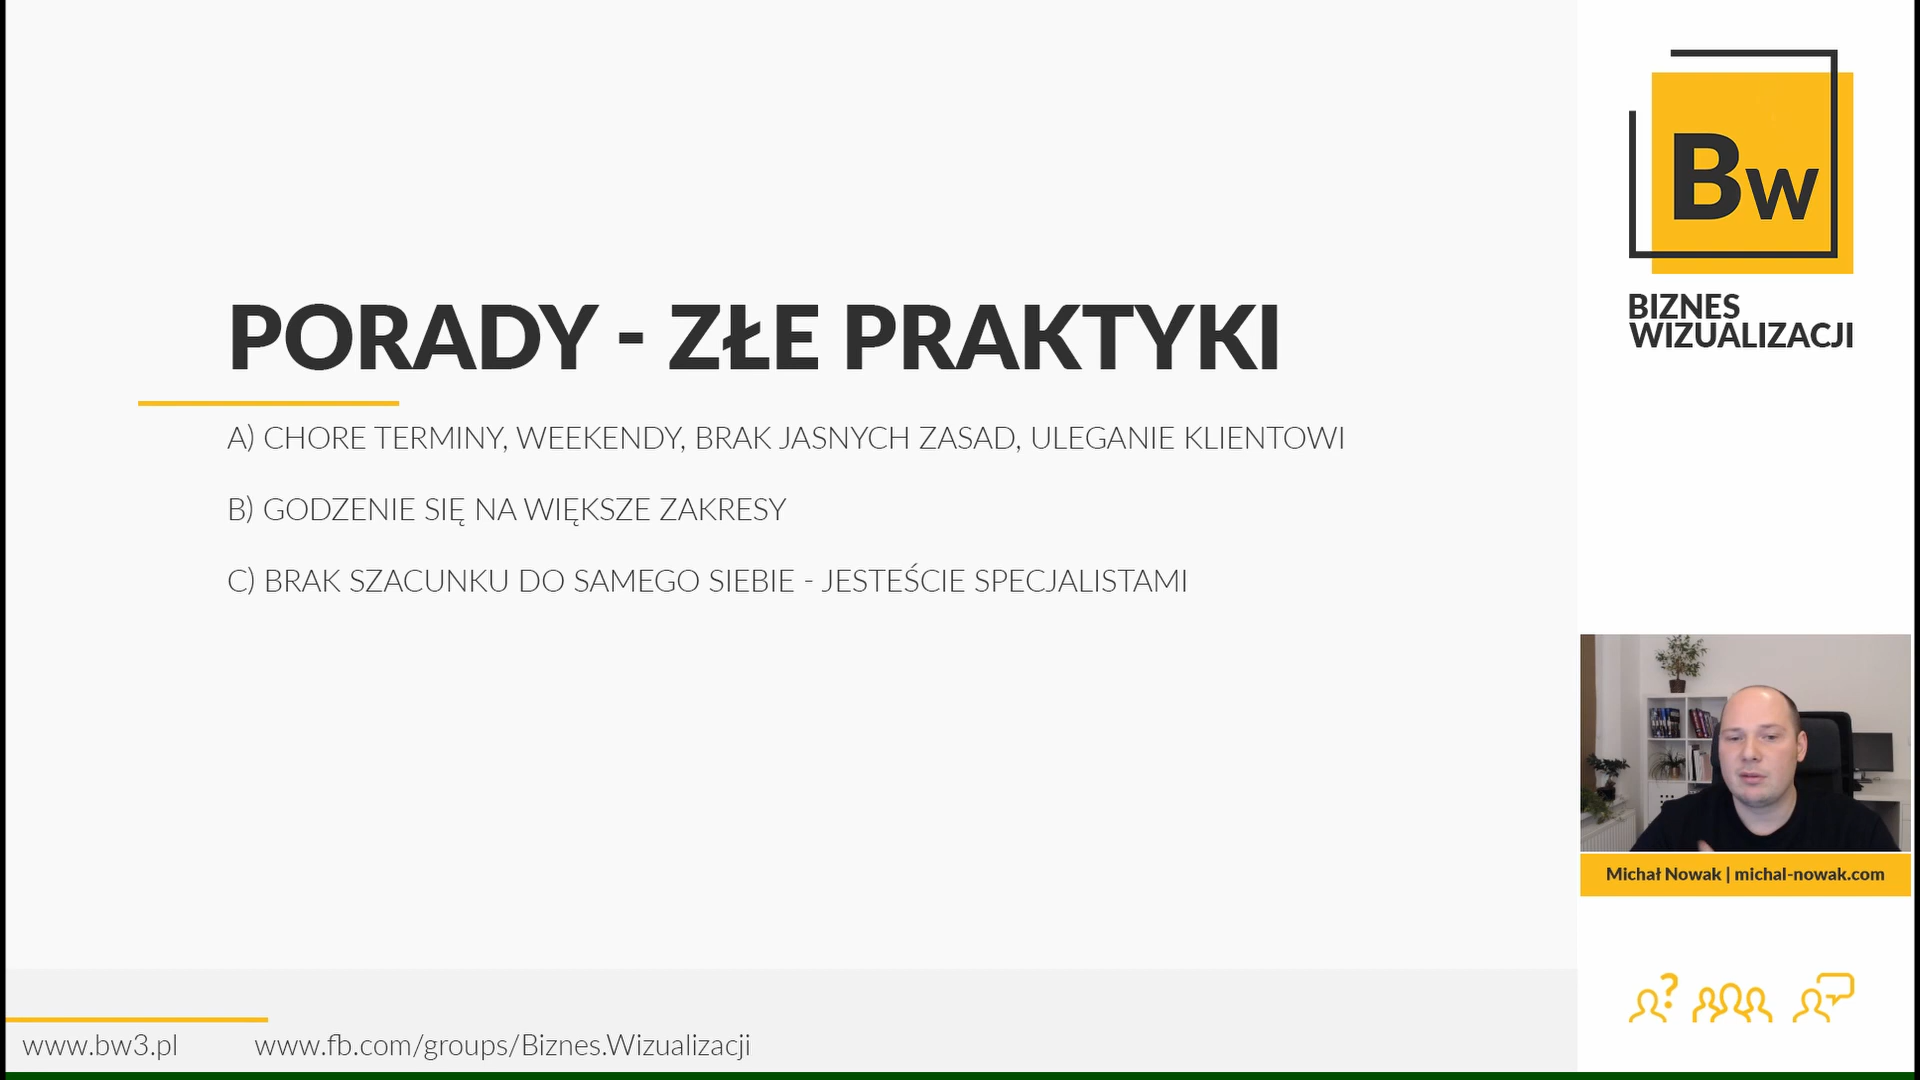 PORADY - ZŁE PRAKTYKI
A) CHORE TERMINY, WEEKENDY, BRAK JASNYCH ZASAD, ULEGANIE KLIENTOWI
B) GODZENIE SIĘ NA WIĘKSZE ZAKRESY
C) BRAK SZACUNKU DO SAMEGO SIEBIE - JESTEŚCIE SPECJALISTAMI
www.bw3.pl
www.fb.com/groups/Biznes.Wizualizacji
Bw
BIZNES
WIZUALIZACJI
Michał Nowak | michal-nowak.com